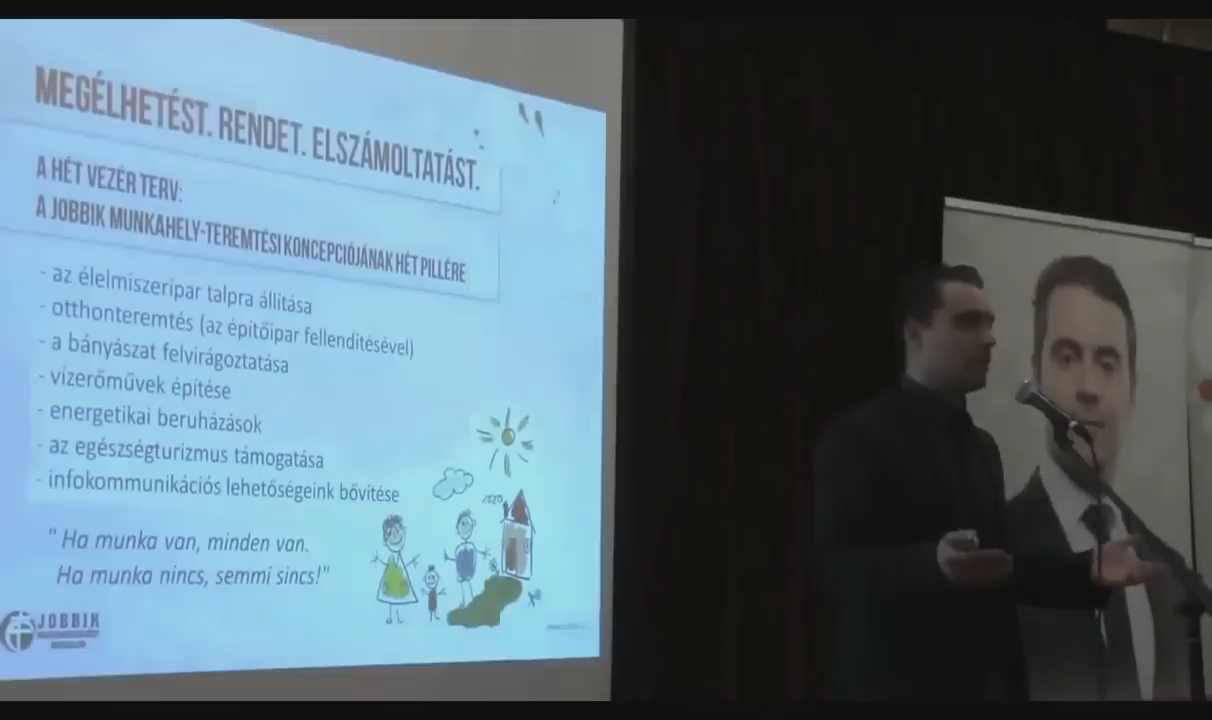 MEGÉLHETÉST. RENDET. ELSZÁMOLTATÁST.
A HÉT VEZÉR TERV:
A JOBBIK MUNKAHELY-TEREMTÉSI KONCEPCIÓJÁNAK HÉT PILLÉRE
- az élelmiszeripar talpra állítása
- otthonteremtés (az építőipar fellendítésével)
- a bányászat felvirágoztatása
- vízerőművek építése
- energetikai beruházások
- az egészségturizmus támogatása
- infokommunikációs lehetőségeink bővítése
" Ha munka van, minden van.
Ha munka nincs, semmi sincs!"
JOBBIK